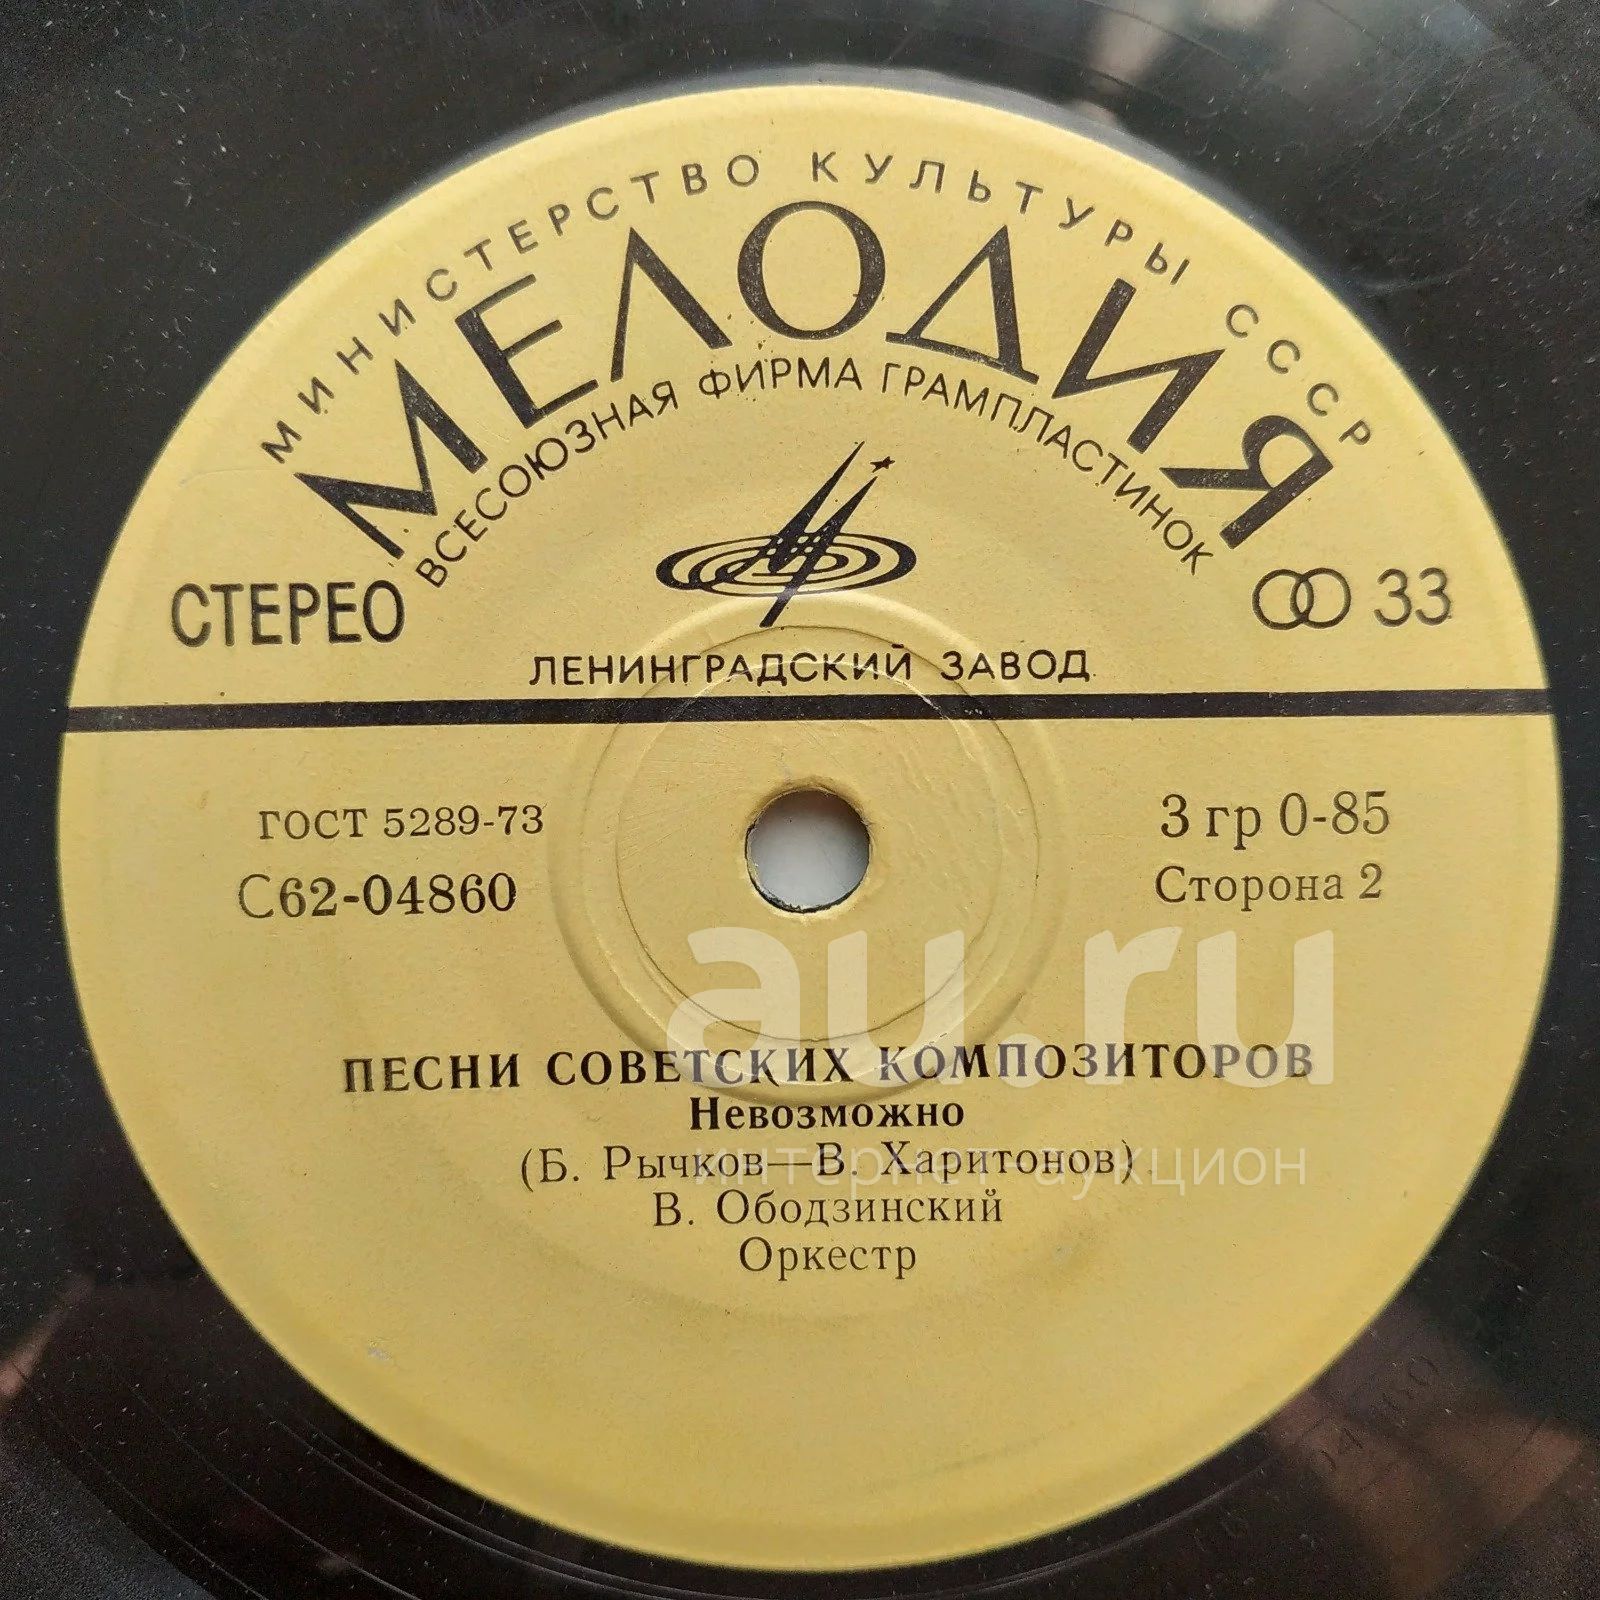 МИНИСТЕРСТВО КУЛЬТУРЫ СССР
МЕЛОДИЯ
ВСЕСОЮЗНАЯ ФИРМА ГРАМПЛАСТИНОК
СТЕРЕО
33
ЛЕНИНГРАДСКИЙ ЗАВОД
ГОСТ 5289-73
3 гр 0-85
С62-04860
Сторона 2
au.ru
ПЕСНИ СОВЕТСКИХ КОМПОЗИТОРОВ
Невозможно
(Б. Рычков—В. Харитонов)
интернет-аукцион
В. Ободзинский
Оркестр